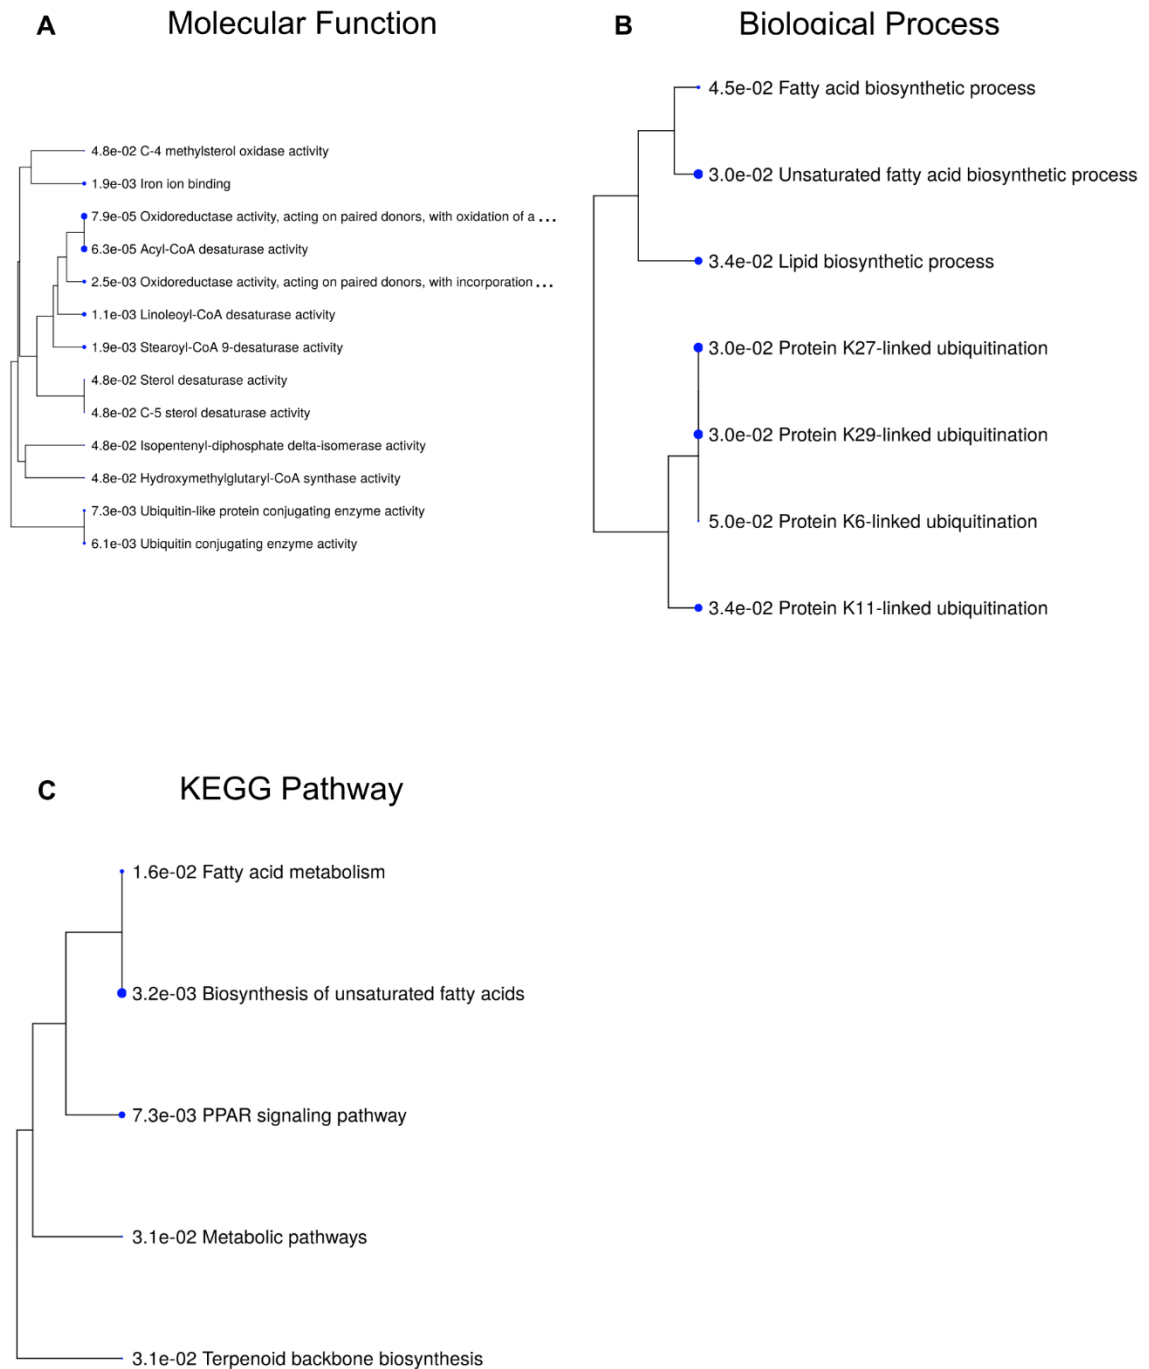 A
Molecular Function
4.8e-02 C-4 methylsterol oxidase activity
1.9e-03 Iron ion binding
7.9e-05 Oxidoreductase activity, acting on paired donors, with oxidation of a ...
6.3e-05 Acyl-CoA desaturase activity
2.5e-03 Oxidoreductase activity, acting on paired donors, with incorporation ...
1.1e-03 Linoleoyl-CoA desaturase activity
1.9e-03 Stearoyl-CoA 9-desaturase activity
4.8e-02 Sterol desaturase activity
4.8e-02 C-5 sterol desaturase activity
4.8e-02 Isopentenyl-diphosphate delta-isomerase activity
4.8e-02 Hydroxymethylglutaryl-CoA synthase activity
7.3e-03 Ubiquitin-like protein conjugating enzyme activity
6.1e-03 Ubiquitin conjugating enzyme activity
B
Biological Process
4.5e-02 Fatty acid biosynthetic process
3.0e-02 Unsaturated fatty acid biosynthetic process
3.4e-02 Lipid biosynthetic process
3.0e-02 Protein K27-linked ubiquitination
3.0e-02 Protein K29-linked ubiquitination
5.0e-02 Protein K6-linked ubiquitination
3.4e-02 Protein K11-linked ubiquitination
C
KEGG Pathway
1.6e-02 Fatty acid metabolism
3.2e-03 Biosynthesis of unsaturated fatty acids
7.3e-03 PPAR signaling pathway
3.1e-02 Metabolic pathways
3.1e-02 Terpenoid backbone biosynthesis